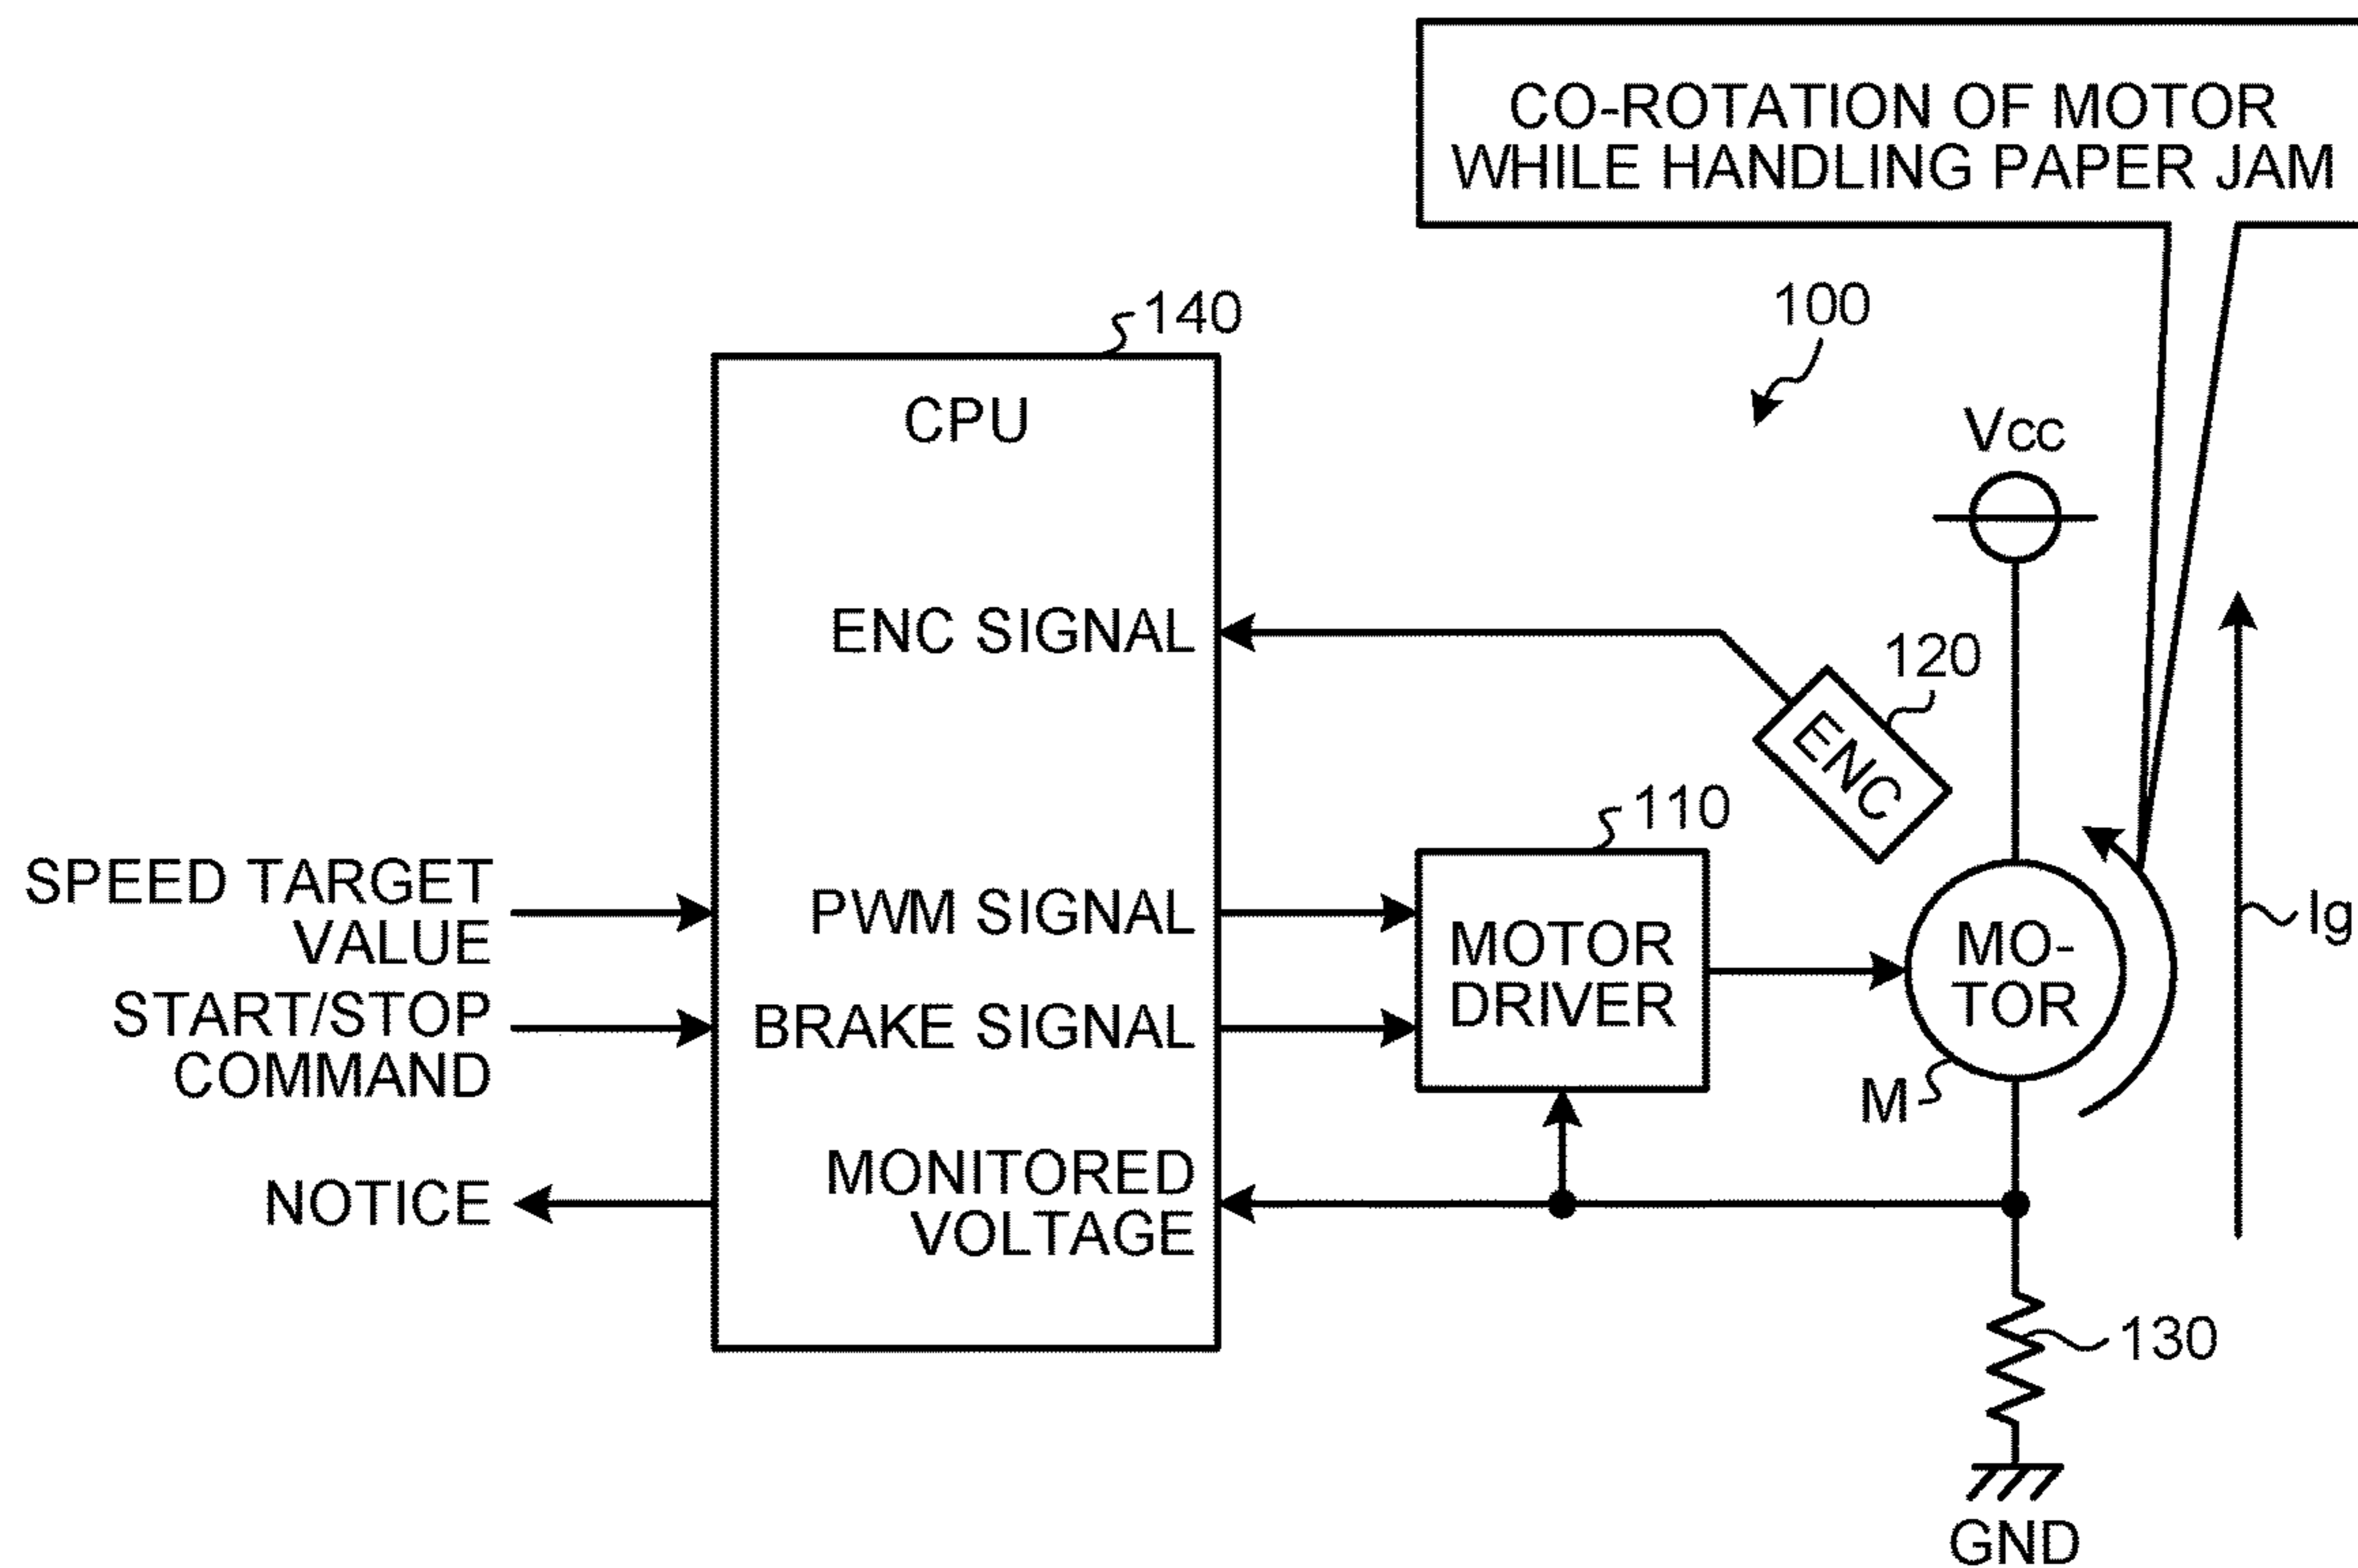 CO-ROTATION OF MOTOR
WHILE HANDLING PAPER JAM
140
100
CPU
Vcc
ENC SIGNAL
120
ENC
110
SPEED TARGET
VALUE
PWM SIGNAL
MOTOR
DRIVER
MO-
TOR
Ig
START/STOP
COMMAND
BRAKE SIGNAL
M
NOTICE
MONITORED
VOLTAGE
130
GND